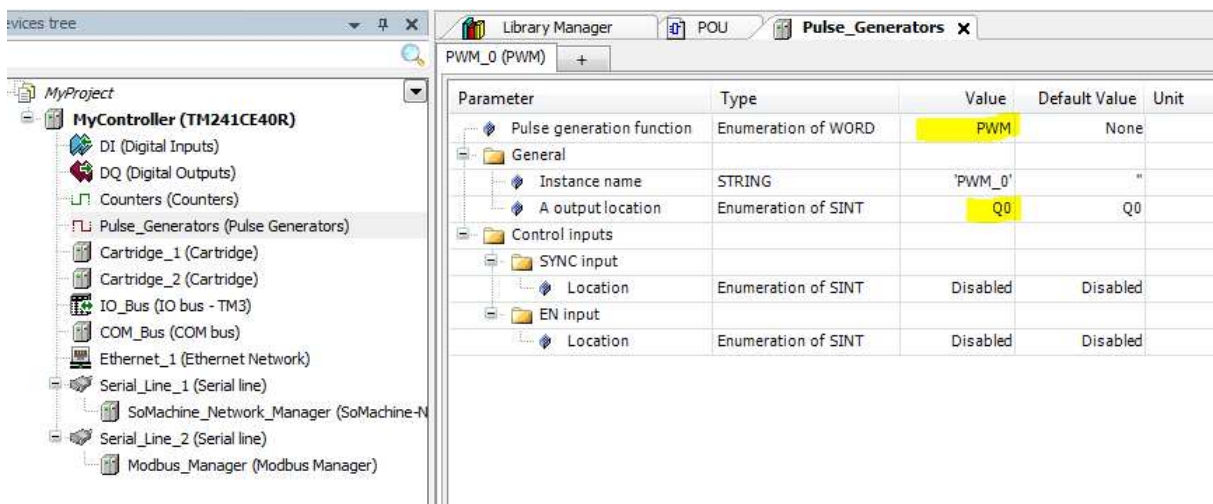 evices tree
MyProject
MyController (TM241CE40R)
DI (Digital Inputs)
DQ (Digital Outputs)
Counters (Counters)
Pulse_Generators (Pulse Generators)
Cartridge_1 (Cartridge)
Cartridge_2 (Cartridge)
IO_Bus (IO bus - TM3)
COM_Bus (COM bus)
Ethernet_1 (Ethernet Network)
Serial_Line_1 (Serial line)
SoMachine_Network_Manager (SoMachine-N
Serial_Line_2 (Serial line)
Modbus_Manager (Modbus Manager)
Library Manager POU Pulse_Generators X
PWM_0 (PWM) +
Parameter Type Value Default Value Unit
Pulse generation function Enumeration of WORD PWM None
General
Instance name STRING 'PWM_0' ''
A output location Enumeration of SINT Q0 Q0
Control inputs
SYNC input
Location Enumeration of SINT Disabled Disabled
EN input
Location Enumeration of SINT Disabled Disabled